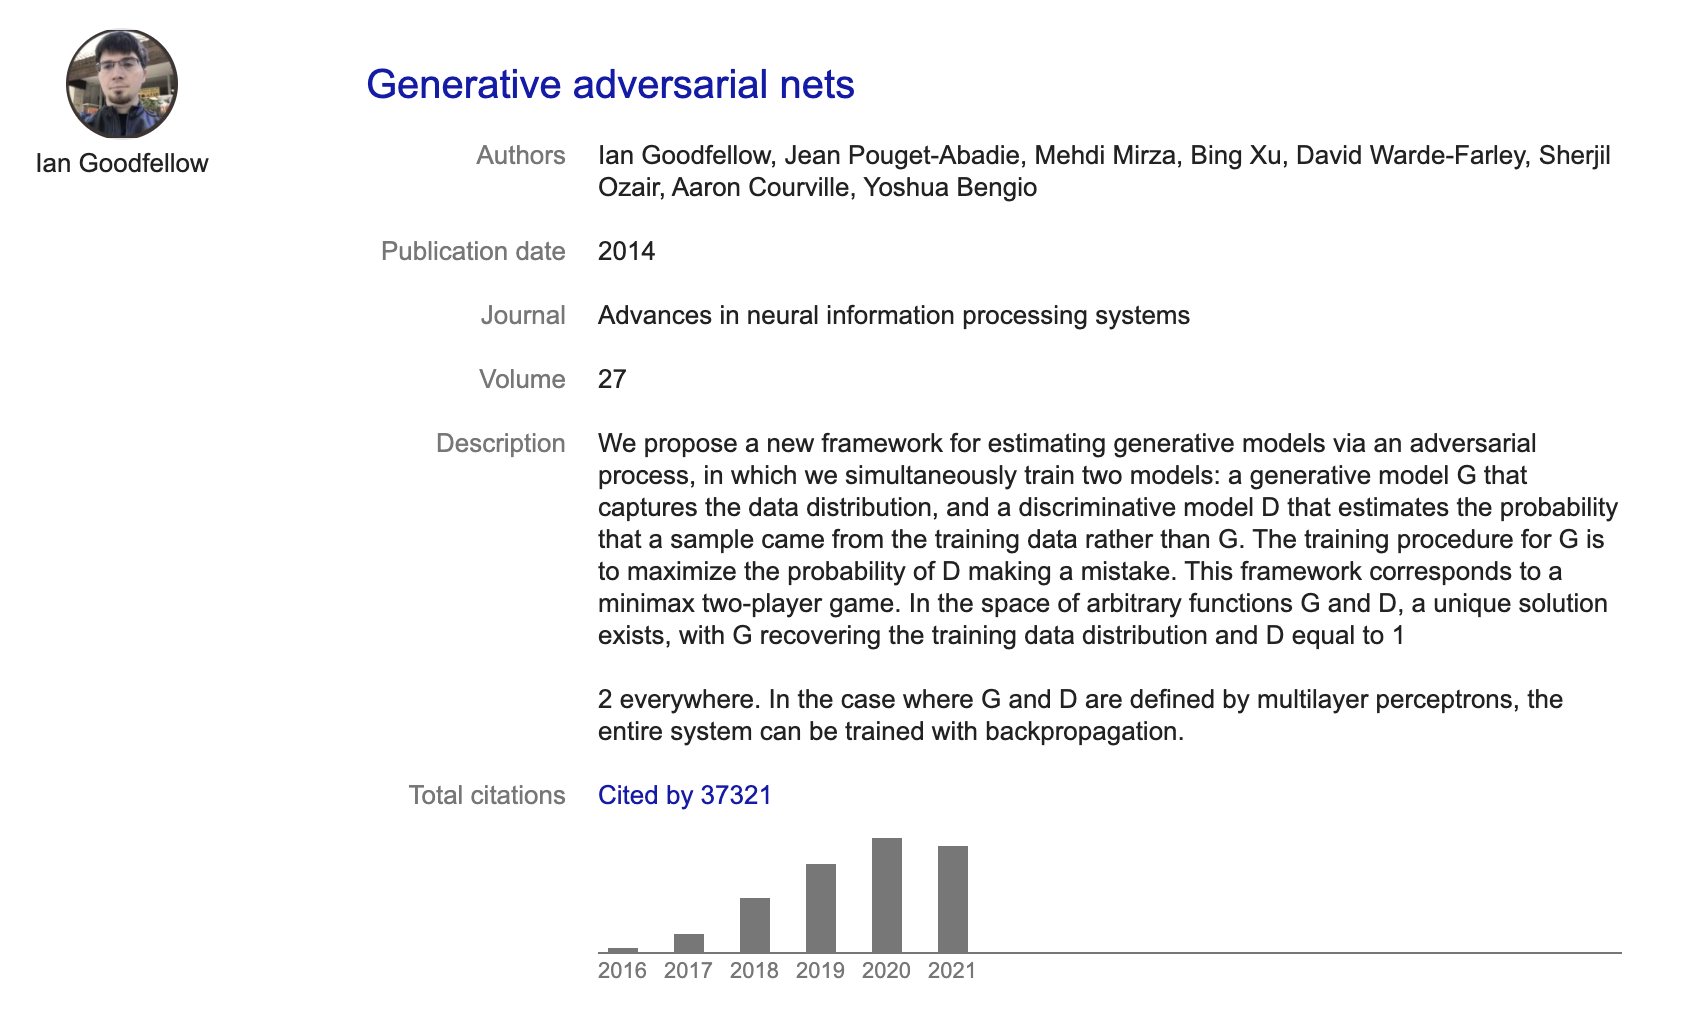 Ian Goodfellow
Generative adversarial nets
Authors Ian Goodfellow, Jean Pouget-Abadie, Mehdi Mirza, Bing Xu, David Warde-Farley, Sherjil
Ozair, Aaron Courville, Yoshua Bengio
Publication date 2014
Journal Advances in neural information processing systems
Volume 27
Description We propose a new framework for estimating generative models via an adversarial
process, in which we simultaneously train two models: a generative model G that
captures the data distribution, and a discriminative model D that estimates the probability
that a sample came from the training data rather than G. The training procedure for G is
to maximize the probability of D making a mistake. This framework corresponds to a
minimax two-player game. In the space of arbitrary functions G and D, a unique solution
exists, with G recovering the training data distribution and D equal to 1
2 everywhere. In the case where G and D are defined by multilayer perceptrons, the
entire system can be trained with backpropagation.
Total citations Cited by 37321
2016 2017 2018 2019 2020 2021